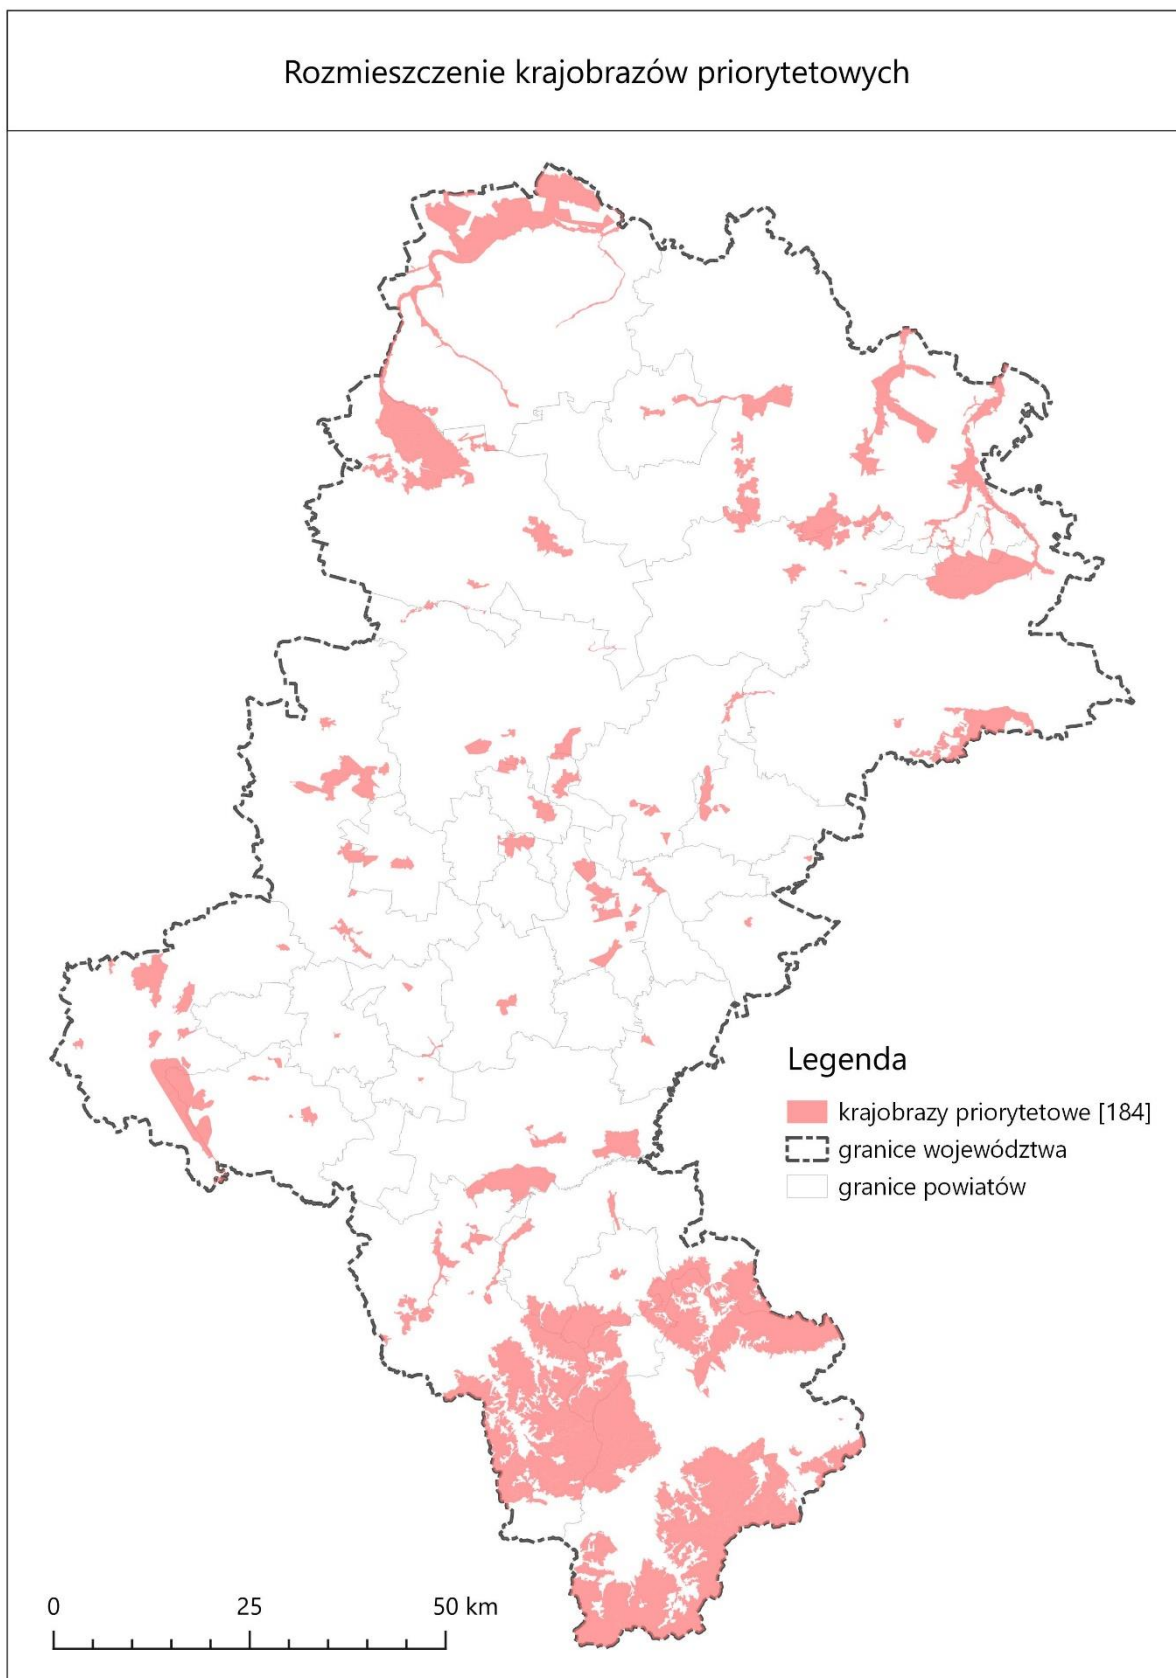 Rozmieszczenie krajobrazów priorytetowych
Legenda
krajobrazy priorytetowe [184]
granice województwa
granice powiatów
0 25 50 km